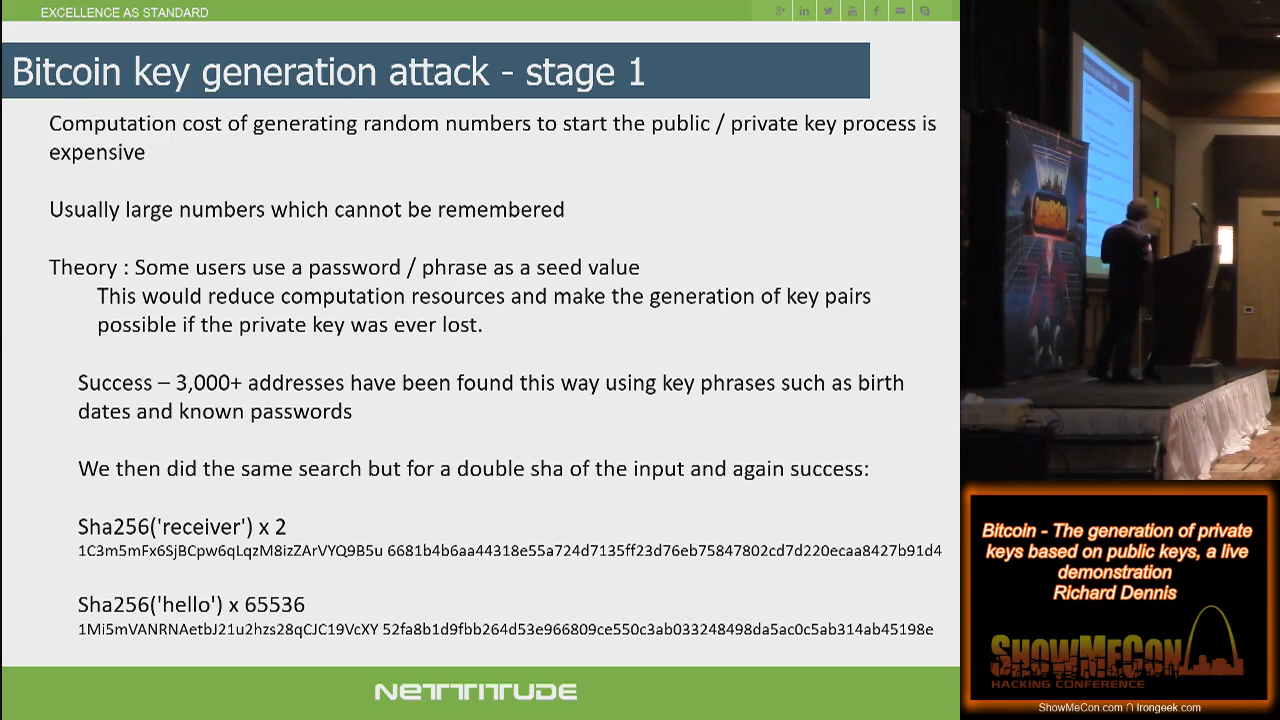 EXCELLENCE AS STANDARD
Bitcoin key generation attack - stage 1
Computation cost of generating random numbers to start the public / private key process is
expensive
Usually large numbers which cannot be remembered
Theory : Some users use a password / phrase as a seed value
This would reduce computation resources and make the generation of key pairs
possible if the private key was ever lost.
Success – 3,000+ addresses have been found this way using key phrases such as birth
dates and known passwords
We then did the same search but for a double sha of the input and again success:
Sha256('receiver') x 2
1C3m5mFx6SjBCpw6qLqzM8izZArVYQ9B5u 6681b4b6aa44318e55a724d7135ff23d76eb75847802cd7d220ecaa8427b91d4
Sha256('hello') x 65536
1Mi5mVANRNAetbJ21u2hzs28qCJC19VcXY 52fa8b1d9fbb264d53e966809ce550c3ab033248498da5ac0c5ab314ab45198e
NETTITUDE
Bitcoin - The generation of private
keys based on public keys, a live
demonstration
Richard Dennis
SHOWMECON
HACKING CONFERENCE
ShowMeCon.com ∩ Irongeek.com